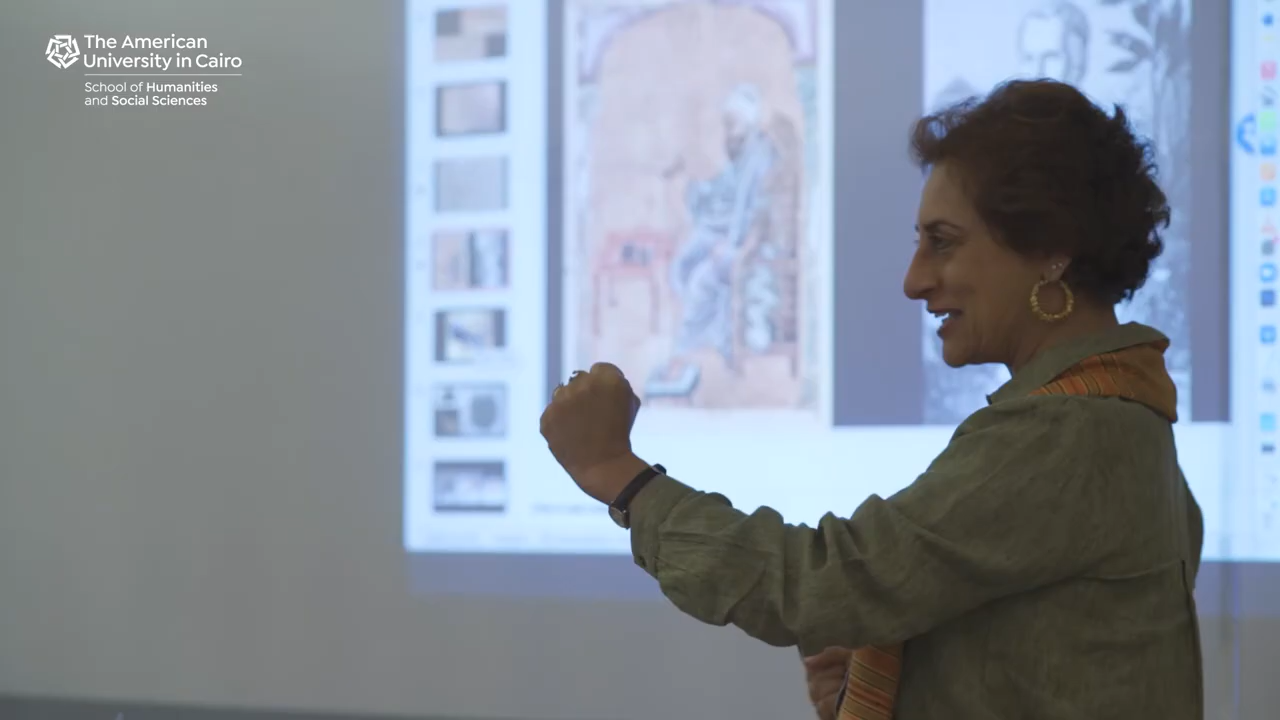 The American
University in Cairo
School of Humanities
and Social Sciences